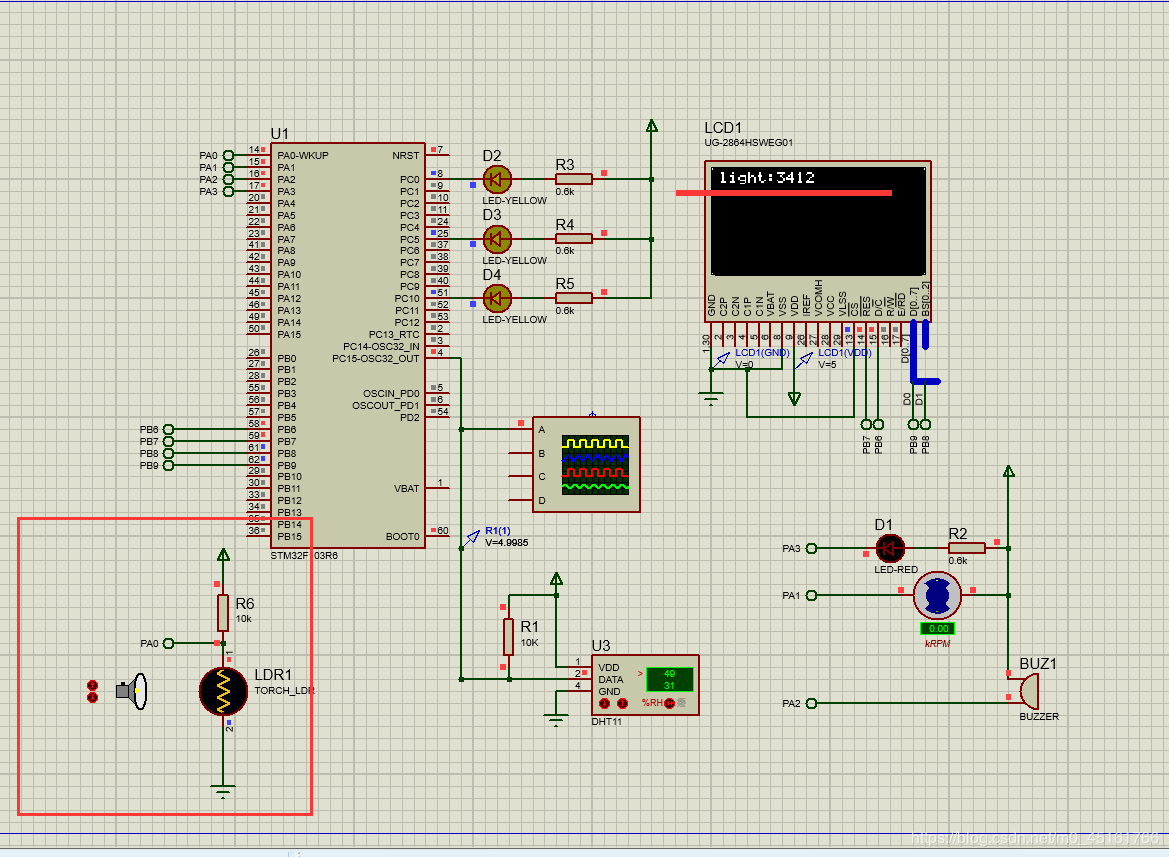 U1
PA0
PA1
PA2
PA3
14
15
16
17
20
21
22
23
41
42
43
44
45
46
49
50
PA0-WKUP
PA1
PA2
PA3
PA4
PA5
PA6
PA7
PA8
PA9
PA10
PA11
PA12
PA13
PA14
PA15
26
27
28
55
56
57
58
59
61
62
29
30
33
34
35
36
PB0
PB1
PB2
PB3
PB4
PB5
PB6
PB7
PB8
PB9
PB10
PB11
PB12
PB13
PB14
PB15
PB6
PB7
PB8
PB9
NRST 7
PC0 8
PC1 9
PC2 10
PC3 11
PC4 24
PC5 25
PC6 37
PC7 38
PC8 39
PC9 40
PC10 51
PC11 52
PC12 53
PC13_RTC 2
PC14-OSC32_IN 3
PC15-OSC32_OUT 4
OSCIN_PD0 5
OSCOUT_PD1 6
PD2 54
VBAT 1
BOOT0 60
STM32F103R6
D2
LED-YELLOW
R3
0.6k
D3
LED-YELLOW
R4
0.6k
D4
LED-YELLOW
R5
0.6k
LCD1
UG-2864HSWEG01
light:3412
GND
C2P
C2N
C1P
C1N
VBAT
VSS
VDD
IREF
VCOMH
VCC
VLSS
CS
RES
D/C
R/W
E/RD
D[0..7]
BS[0..2]
1,30
2
3
4
5
6
8
9
26
27
28
29
13
14
15
16
17
D[0..7]
LCD1(GND)
V=0
LCD1(VDD)
V=5
D0
D1
PB7
PB6
PB9
PB8
A
B
C
D
R1(1)
V=4.9985
R1
10K
U3
1
2
4
VDD
DATA
GND
>
49
31
%RH
DHT11
R6
10k
PA0
1
LDR1
TORCH_LDR
2
D1
LED-RED
R2
0.6k
PA3
PA1
0.00
kRPM
BUZ1
BUZZER
PA2